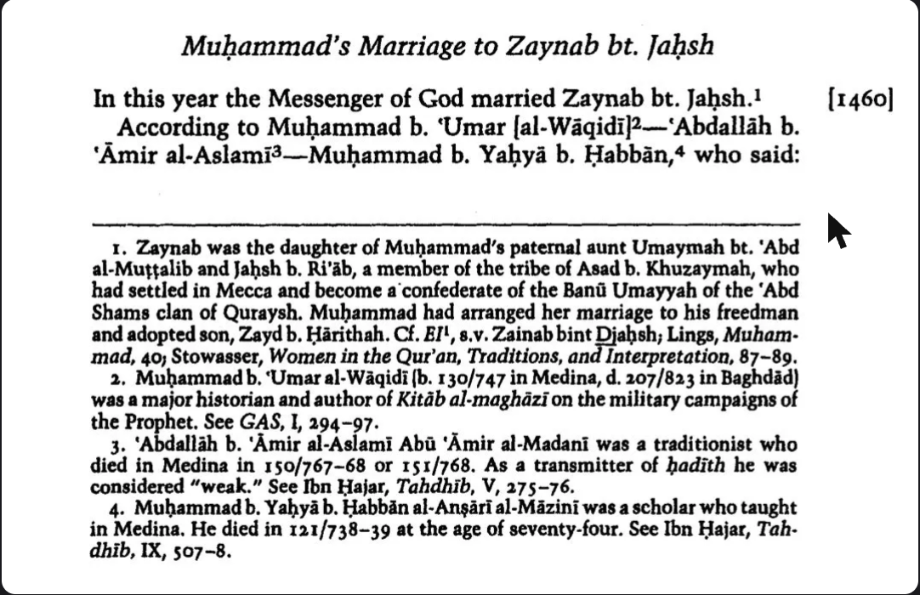 Muḥammad's Marriage to Zaynab bt. Jaḥsh
In this year the Messenger of God married Zaynab bt. Jaḥsh.¹ [1460]
According to Muḥammad b. ʿUmar [al-Wāqidī]²—ʿAbdallāh b.
ʿĀmir al-Aslamī³—Muḥammad b. Yaḥyā b. Ḥabbān,⁴ who said:
1. Zaynab was the daughter of Muḥammad's paternal aunt Umaymah bt. ʿAbd
al-Muṭṭalib and Jaḥsh b. Ri'āb, a member of the tribe of Asad b. Khuzaymah, who
had settled in Mecca and become a confederate of the Banū Umayyah of the ʿAbd
Shams clan of Quraysh. Muḥammad had arranged her marriage to his freedman
and adopted son, Zayd b. Ḥārithah. Cf. EI¹, s.v. Zainab bint Djaḥsh; Lings, Muham-
mad, 40; Stowasser, Women in the Qur'an, Traditions, and Interpretation, 87–89.
2. Muḥammad b. ʿUmar al-Wāqidī (b. 130/747 in Medina, d. 207/823 in Baghdād)
was a major historian and author of Kitāb al-maghāzī on the military campaigns of
the Prophet. See GAS, I, 294–97.
3. ʿAbdallāh b. ʿĀmir al-Aslamī Abū ʿĀmir al-Madanī was a traditionist who
died in Medina in 150/767–68 or 151/768. As a transmitter of ḥadīth he was
considered "weak." See Ibn Ḥajar, Tahdhīb, V, 275–76.
4. Muḥammad b. Yaḥyā b. Ḥabbān al-Anṣārī al-Māzinī was a scholar who taught
in Medina. He died in 121/738–39 at the age of seventy-four. See Ibn Ḥajar, Tah-
dhīb, IX, 507–8.